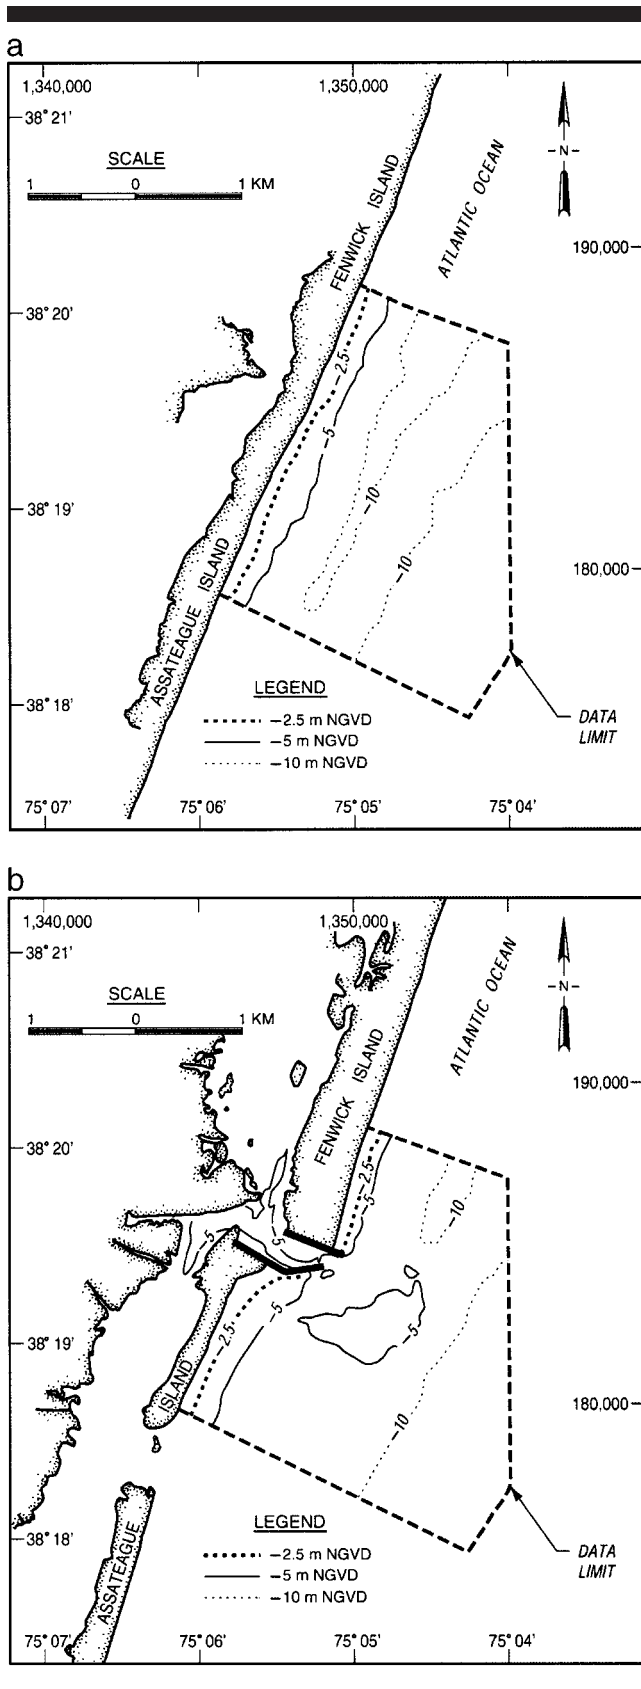 a
1,340,000
1,350,000
38° 21'
SCALE
1 0 1 KM
N
FENWICK ISLAND
ATLANTIC OCEAN
190,000
38° 20'
-2.5
-5
38° 19'
-10
-10
180,000
ASSATEAGUE ISLAND
38° 18'
LEGEND
-2.5 m NGVD
-5 m NGVD
-10 m NGVD
DATA
LIMIT
75° 07'
75° 06'
75° 05'
75° 04'
b
1,340,000
1,350,000
38° 21'
SCALE
1 0 1 KM
N
ATLANTIC OCEAN
FENWICK ISLAND
190,000
38° 20'
-2.5
-5
-10
-5
-5
38° 19'
-2.5
-5
-5
ISLAND
-10
180,000
38° 18'
ASSATEAGUE
LEGEND
-2.5 m NGVD
-5 m NGVD
-10 m NGVD
DATA
LIMIT
75° 07'
75° 06'
75° 05'
75° 04'